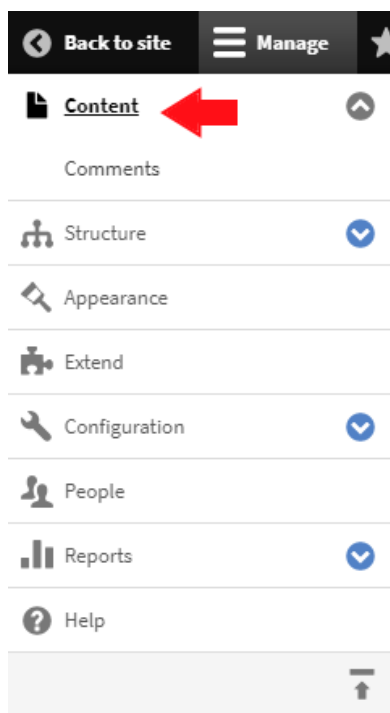 Back to site Manage
Content
Comments
Structure
Appearance
Extend
Configuration
People
Reports
Help